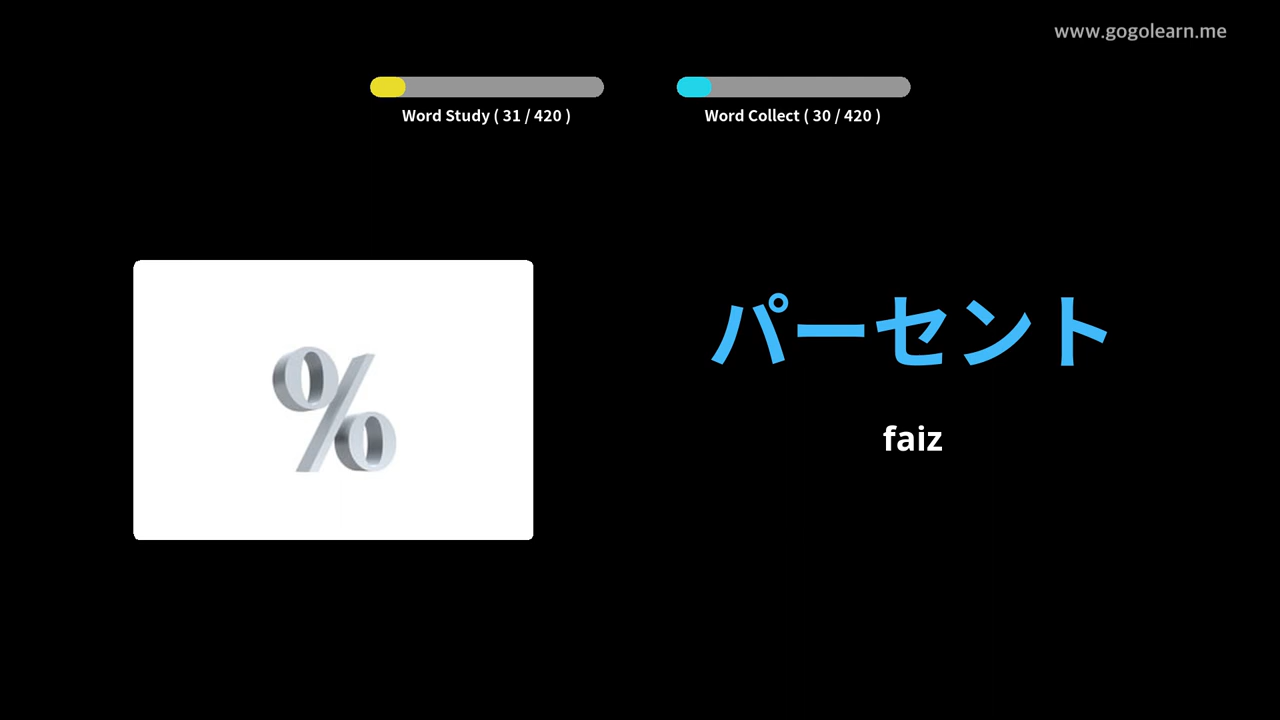 www.gogolearn.me
Word Study ( 31 / 420 )
Word Collect ( 30 / 420 )
%
パーセント
faiz